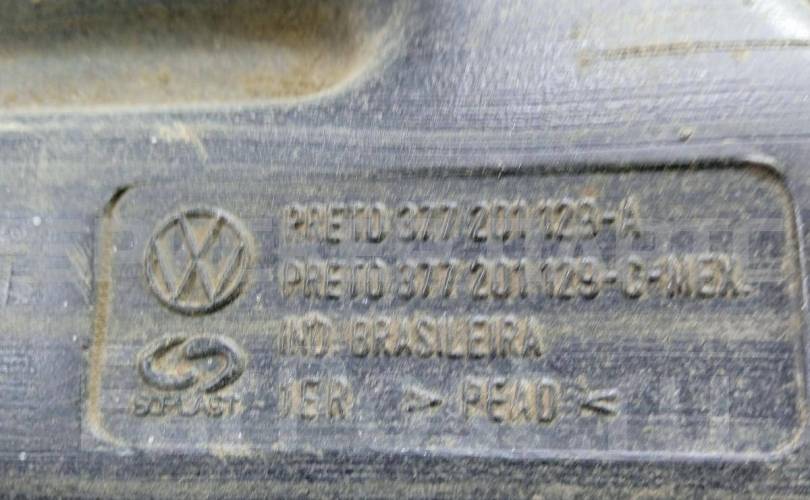 PRETO 377 201 129-A
PRETO 377 201 129-C-MEX.
IND. BRASILEIRA
SOPLAST 1ER > PEAD <